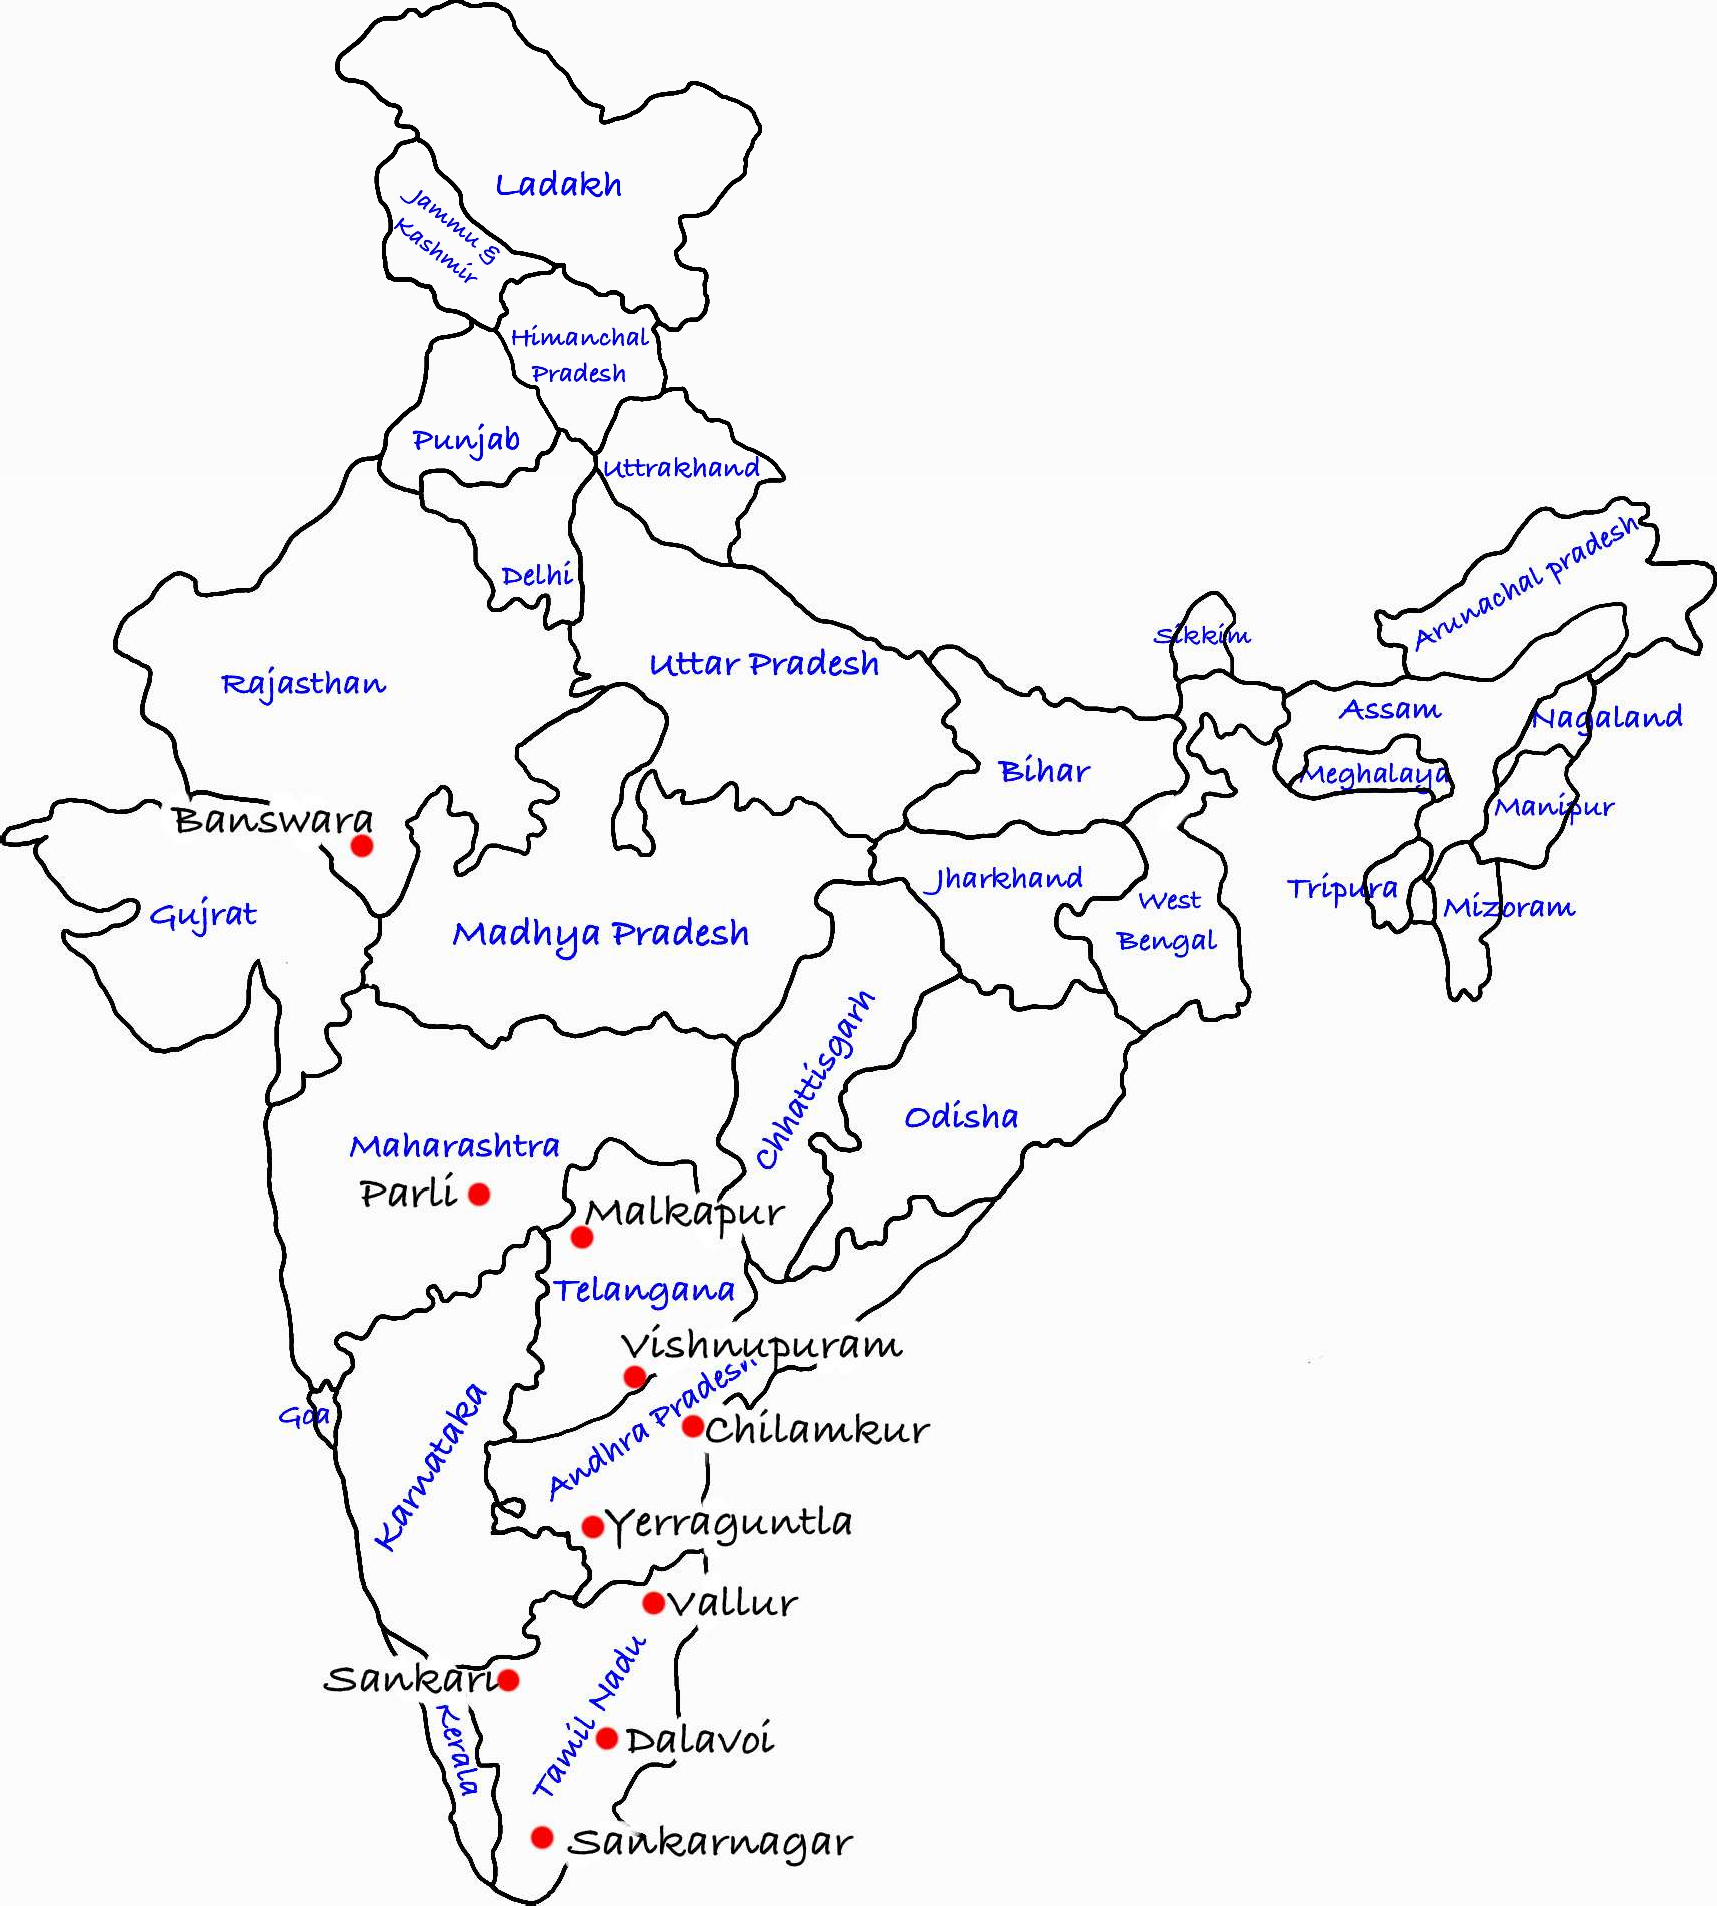 Ladakh
Jammu &
Kashmir
Himanchal
Pradesh
Punjab
Uttrakhand
Delhi
Arunachal pradesh
Sikkim
Uttar Pradesh
Rajasthan
Assam
Nagaland
Bihar
Meghalaya
Manipur
Banswara
Jharkhand
Tripura
West
Bengal
Mizoram
Gujrat
Madhya Pradesh
Chhattisgarh
Odisha
Maharashtra
Parli
Malkapur
Telangana
Vishnupuram
Andhra Pradesh
Goa
Chilamkur
Karnataka
Yerraguntla
Vallur
Sankari
Tamil Nadu
Kerala
Dalavoi
Sankarnagar